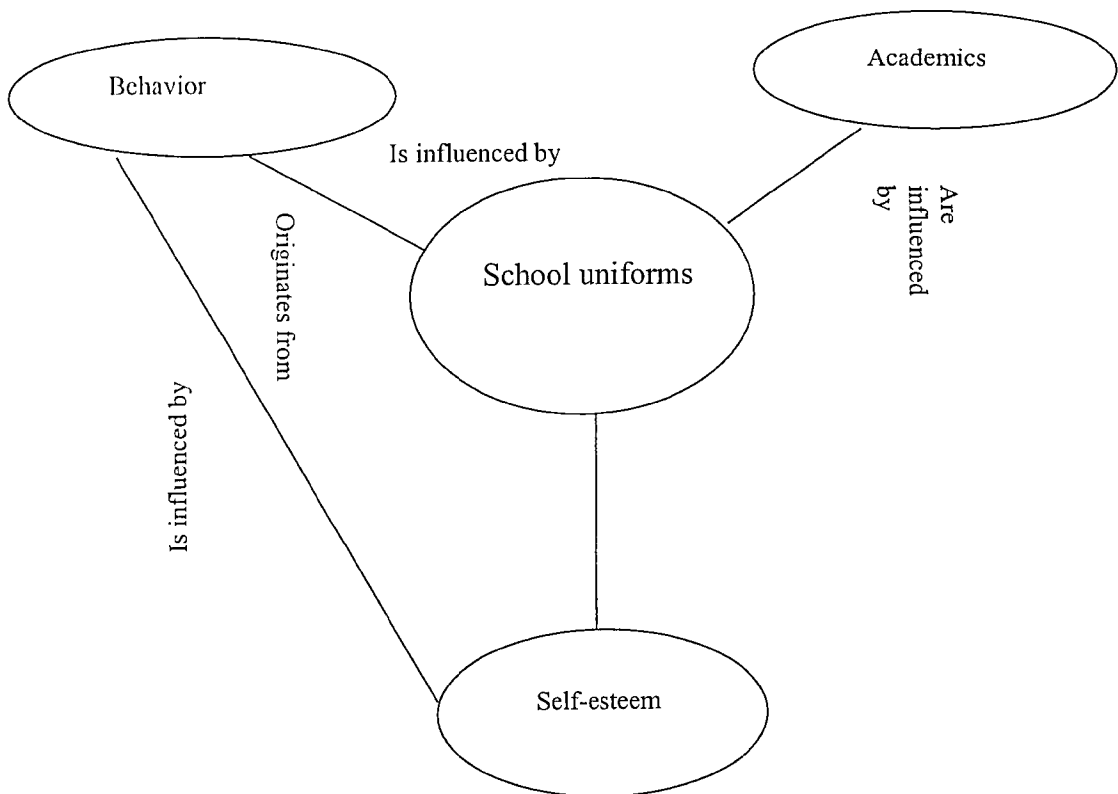 Behavior
Academics
Is influenced by
Are
influenced
by
School uniforms
Originates from
Is influenced by
Self-esteem